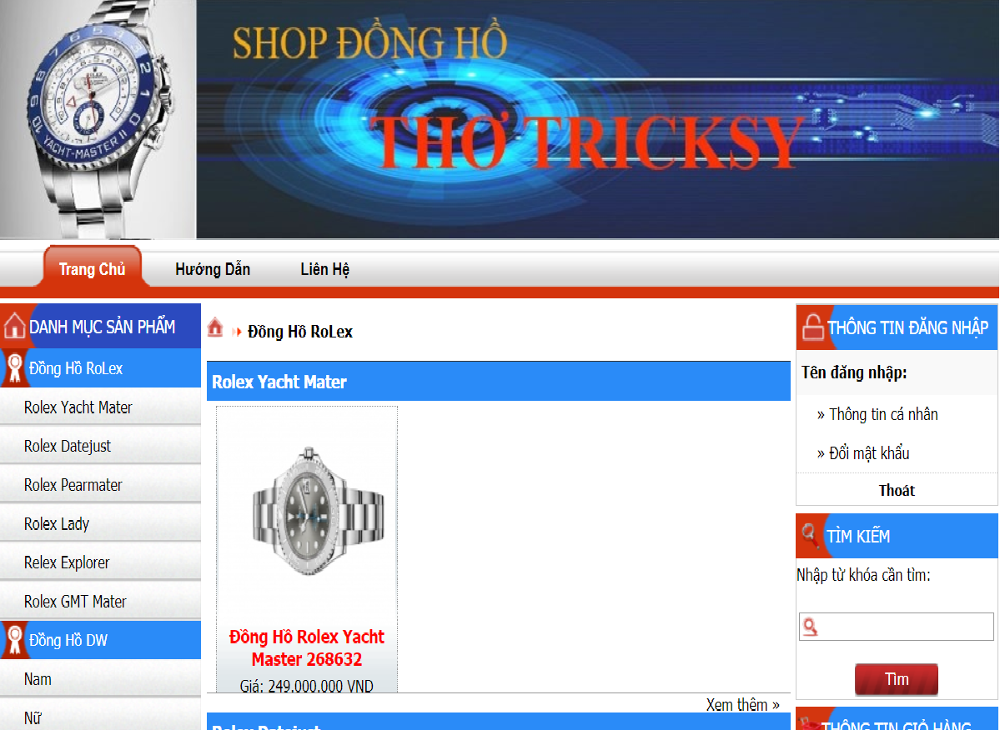 SHOP ĐỒNG HỒ
THƠ TRICKSY
YACHT-MASTER II
Trang Chủ
Hướng Dẫn
Liên Hệ
DANH MỤC SẢN PHẨM
Đồng Hồ RoLex
Rolex Yacht Mater
Rolex Datejust
Rolex Pearmater
Rolex Lady
Relex Explorer
Rolex GMT Mater
Đồng Hồ DW
Nam
Nữ
Đồng Hồ RoLex
Rolex Yacht Mater
Đồng Hồ Rolex Yacht
Master 268632
Giá: 249.000.000 VND
Xem thêm »
Rolex Datejust
THÔNG TIN ĐĂNG NHẬP
Tên đăng nhập:
» Thông tin cá nhân
» Đổi mật khẩu
Thoát
TÌM KIẾM
Nhập từ khóa cần tìm:
Tìm
THÔNG TIN GIỎ HÀNG